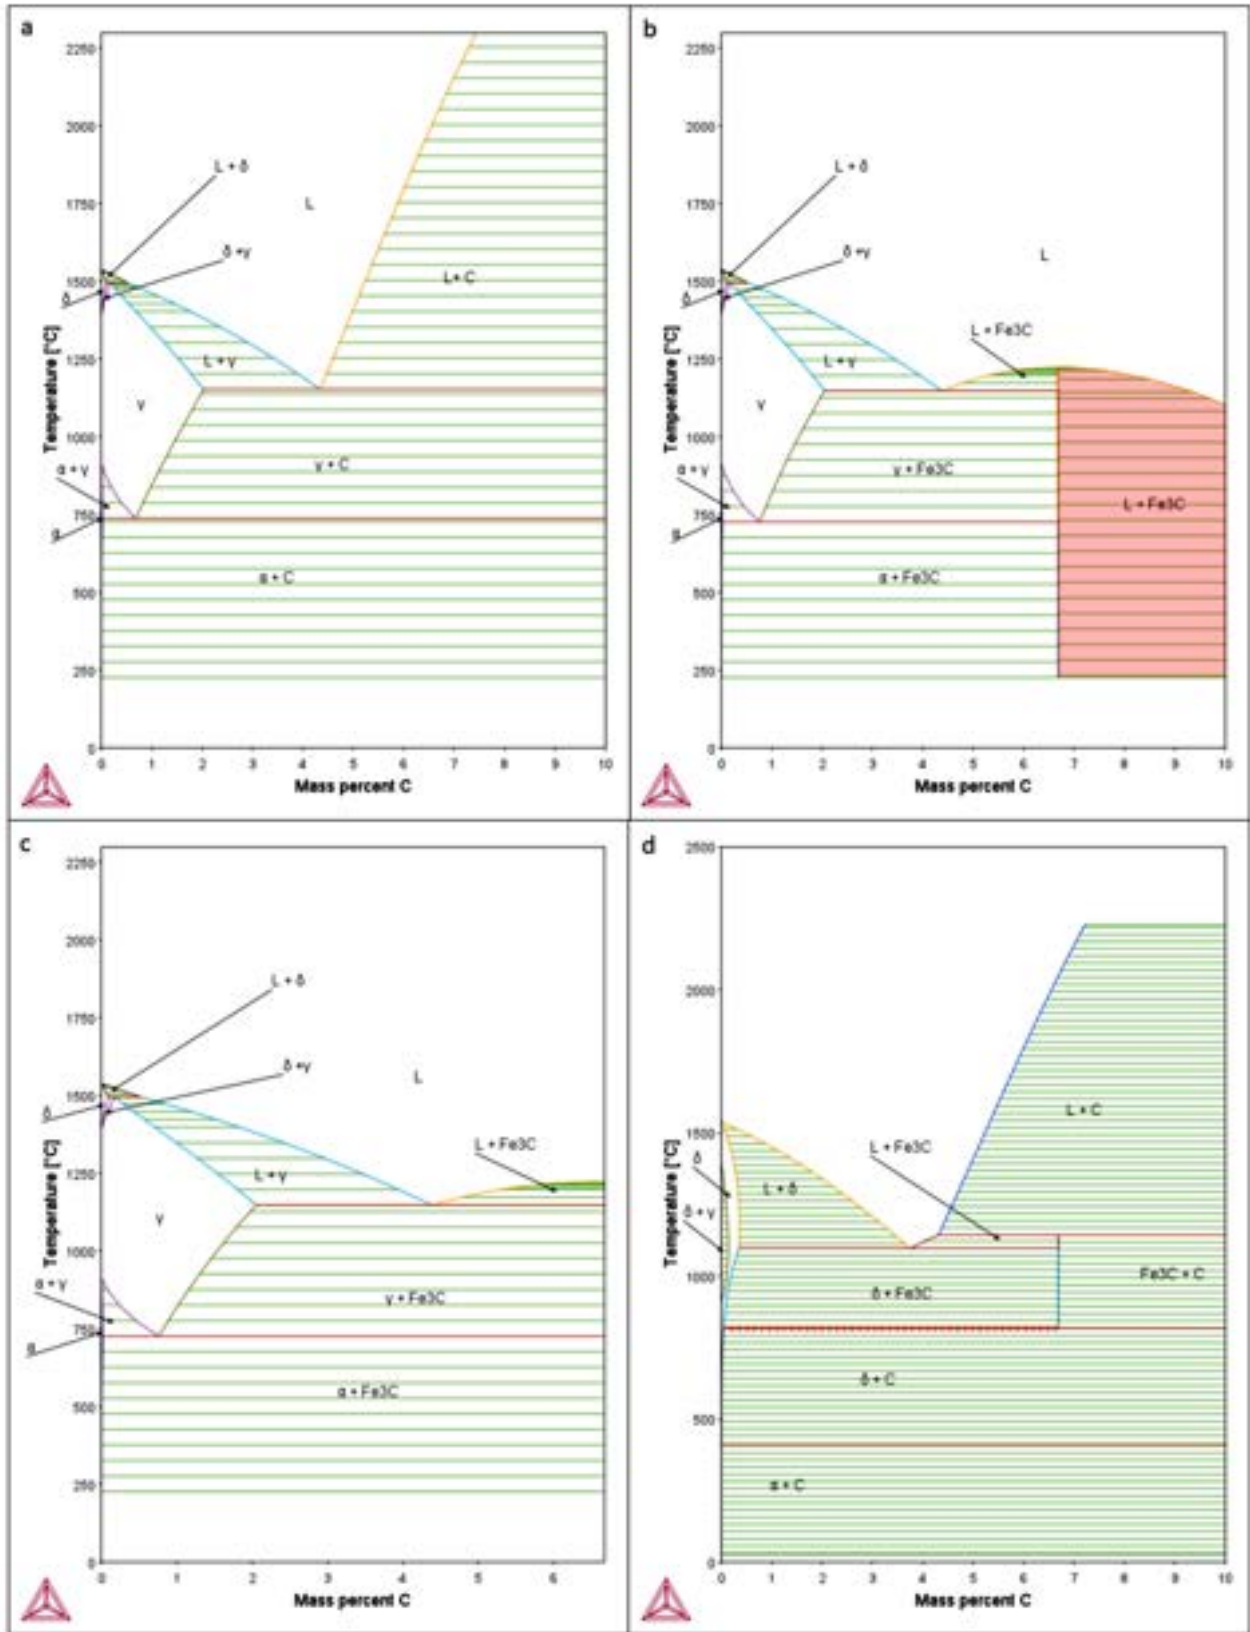 a
2250
2000
1750
1500
1250
1000
750
500
250
0
Temperature [°C]
L + δ
L
δ +γ
δ
L + C
L + γ
γ
α + γ
γ + C
α
α + C
0 1 2 3 4 5 6 7 8 9 10
Mass percent C
b
2250
2000
1750
1500
1250
1000
750
500
250
0
Temperature [°C]
L + δ
δ +γ
L
δ
L + Fe3C
L + γ
γ
α + γ
γ + Fe3C
L + Fe3C
α
α + Fe3C
0 1 2 3 4 5 6 7 8 9 10
Mass percent C
c
2250
2000
1750
1500
1250
1000
750
500
250
0
Temperature [°C]
L + δ
δ +γ
L
δ
L + Fe3C
L + γ
γ
α + γ
γ + Fe3C
α
α + Fe3C
0 1 2 3 4 5 6
Mass percent C
d
2500
2000
1500
1000
500
0
Temperature [°C]
L + C
L + Fe3C
δ
L + δ
δ + γ
Fe3C + C
δ + Fe3C
δ + C
α + C
0 1 2 3 4 5 6 7 8 9 10
Mass percent C